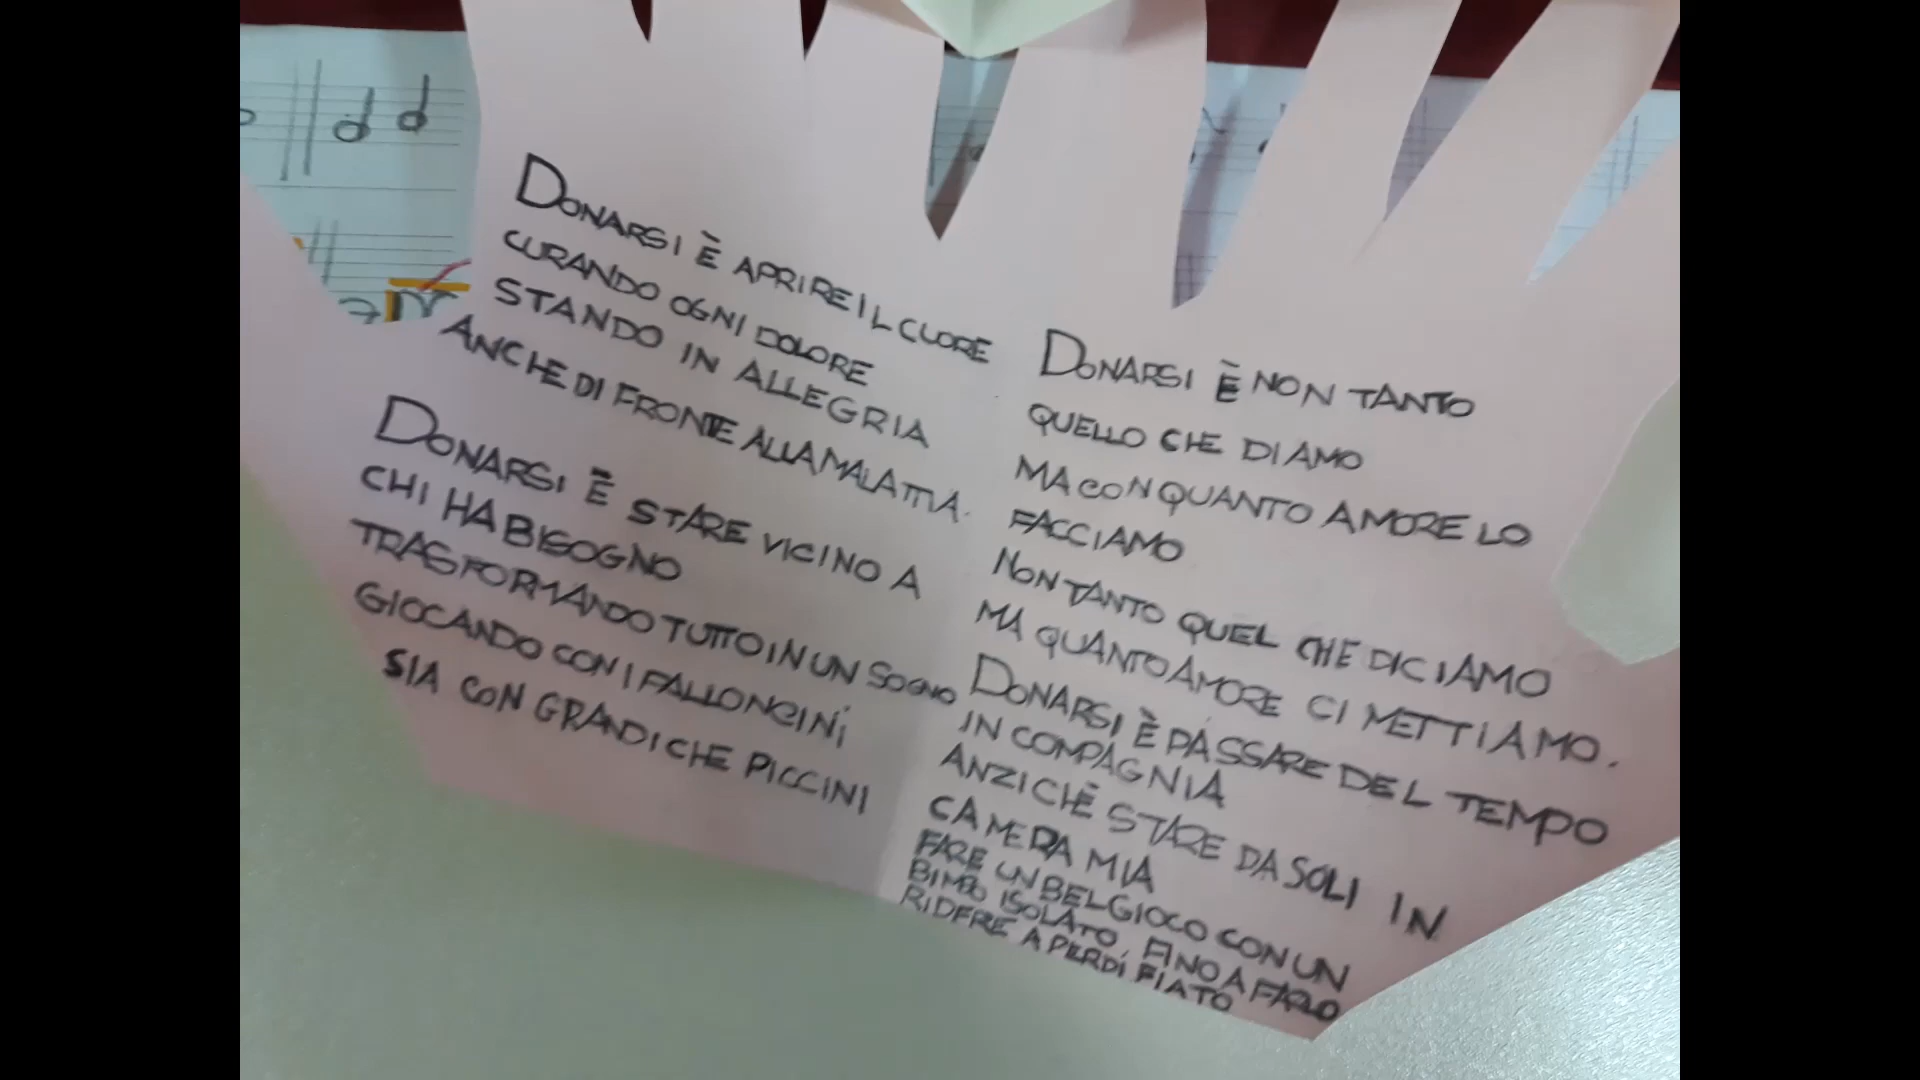 DONARSI È APRIRE IL CUORE
CURANDO OGNI DOLORE
STANDO IN ALLEGRIA
ANCHE DI FRONTE ALLA MALATTIA.
DONARSI È STARE VICINO A
CHI HA BISOGNO
TRASFORMANDO TUTTO IN UN SOGNO
GIOCANDO CON I FALLONCINI
SIA CON GRANDI CHE PICCINI
DONARSI È NON TANTO
QUELLO CHE DIAMO
MA CON QUANTO AMORE LO
FACCIAMO
NON TANTO QUEL CHE DICIAMO
MA QUANTO AMORE CI METTIAMO.
DONARSI È PASSARE DEL TEMPO
IN COMPAGNIA
ANZICHÈ STARE DA SOLI IN
CAMERA MIA
FARE UN BEL GIOCO CON UN
BIMBO ISOLATO, FINO A FARLO
RIDERE A PERDÍ FIATO